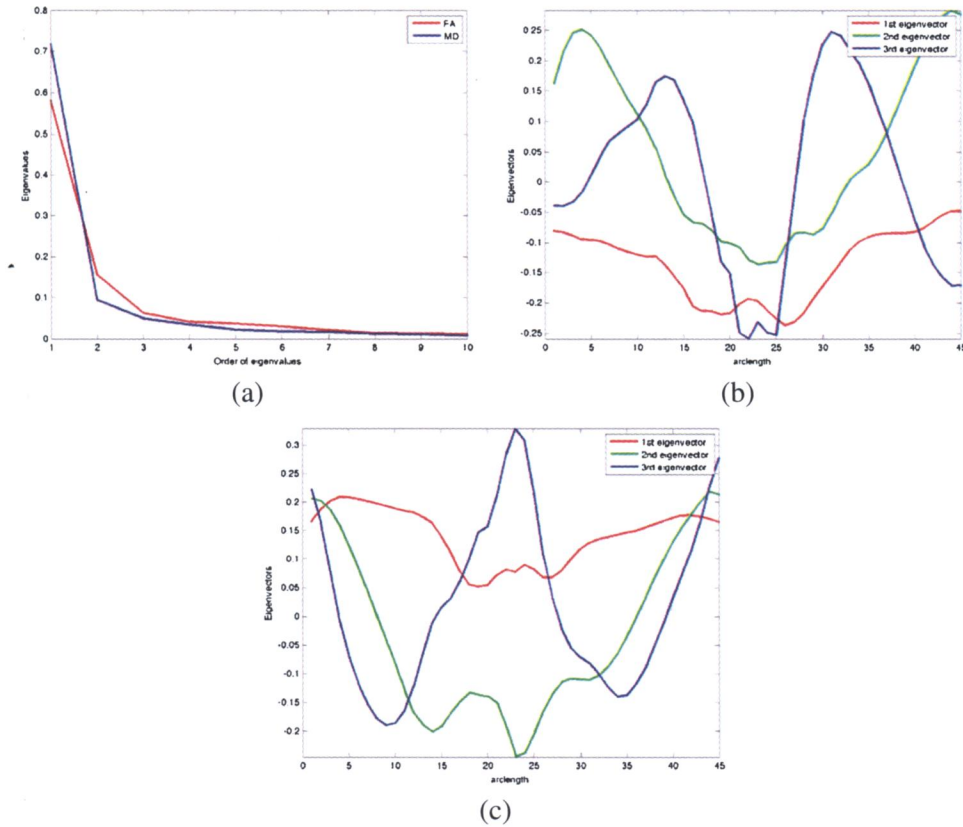 0.8
0.7
0.6
0.5
0.4
0.3
0.2
0.1
0
1 2 3 4 5 6 7 8 9 10
Eigenvalues
Order of eigenvalues
FA
MD
(a)
0.25
0.2
0.15
0.1
0.05
0
-0.05
-0.1
-0.15
-0.2
-0.25
0 5 10 15 20 25 30 35 40 45
Eigenvectors
arclength
1st eigenvector
2nd eigenvector
3rd eigenvector
(b)
0.3
0.25
0.2
0.15
0.1
0.05
0
-0.05
-0.1
-0.15
-0.2
0 5 10 15 20 25 30 35 40 45
Eigenvectors
arclength
1st eigenvector
2nd eigenvector
3rd eigenvector
(c)